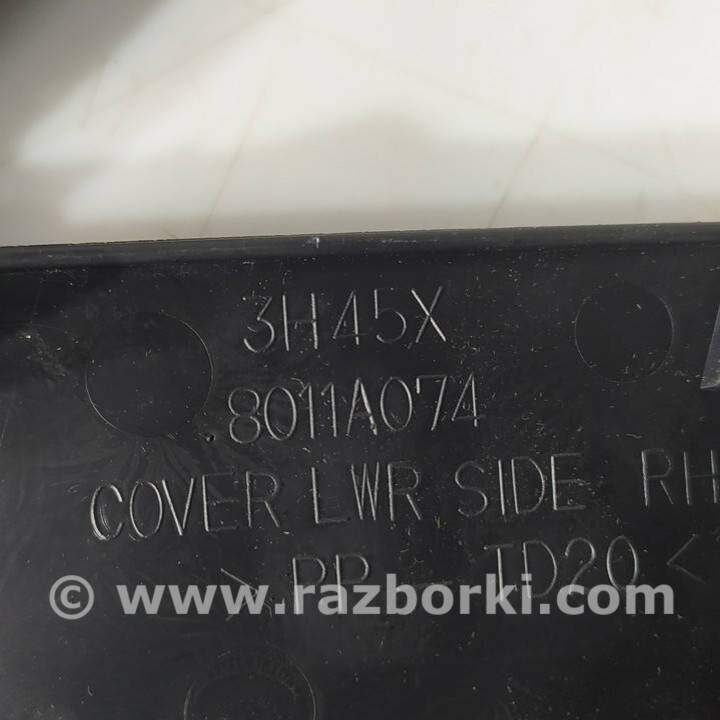 3H45X
8011A074
COVER LWR SIDE RH
>PP - TD20<
© www.razborki.com